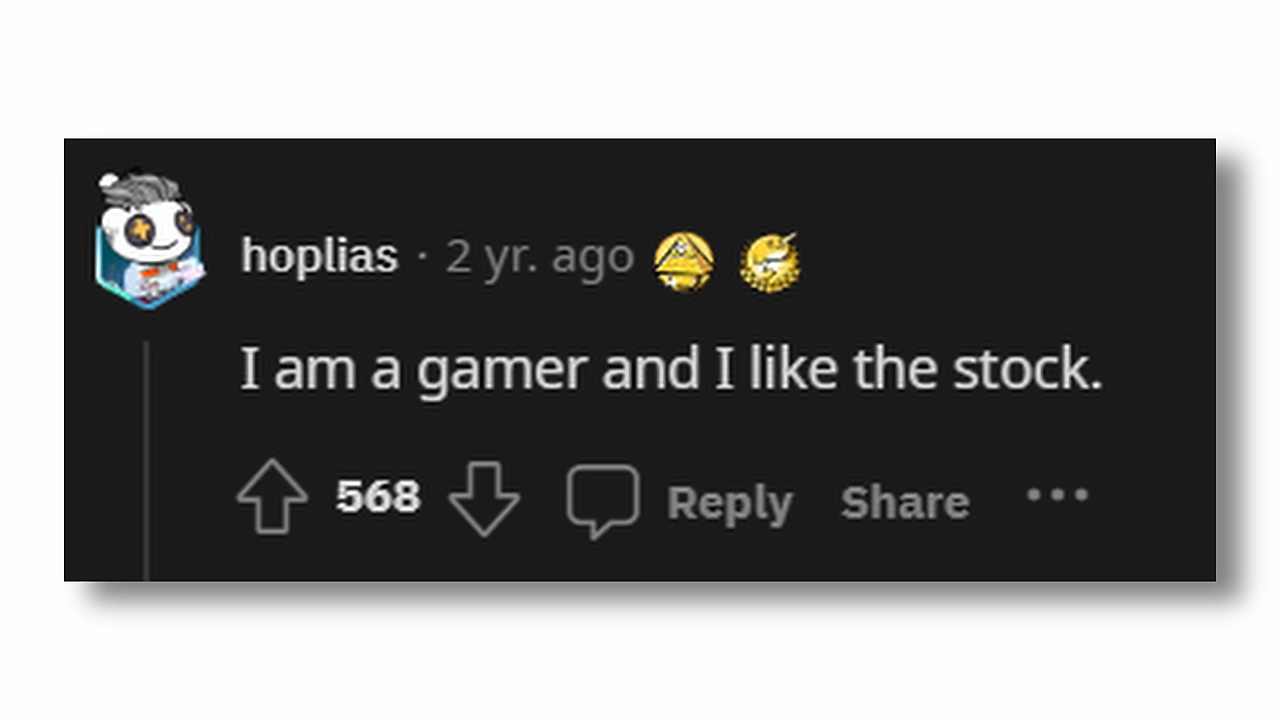 hoplias · 2 yr. ago
I am a gamer and I like the stock.
568 Reply Share ...